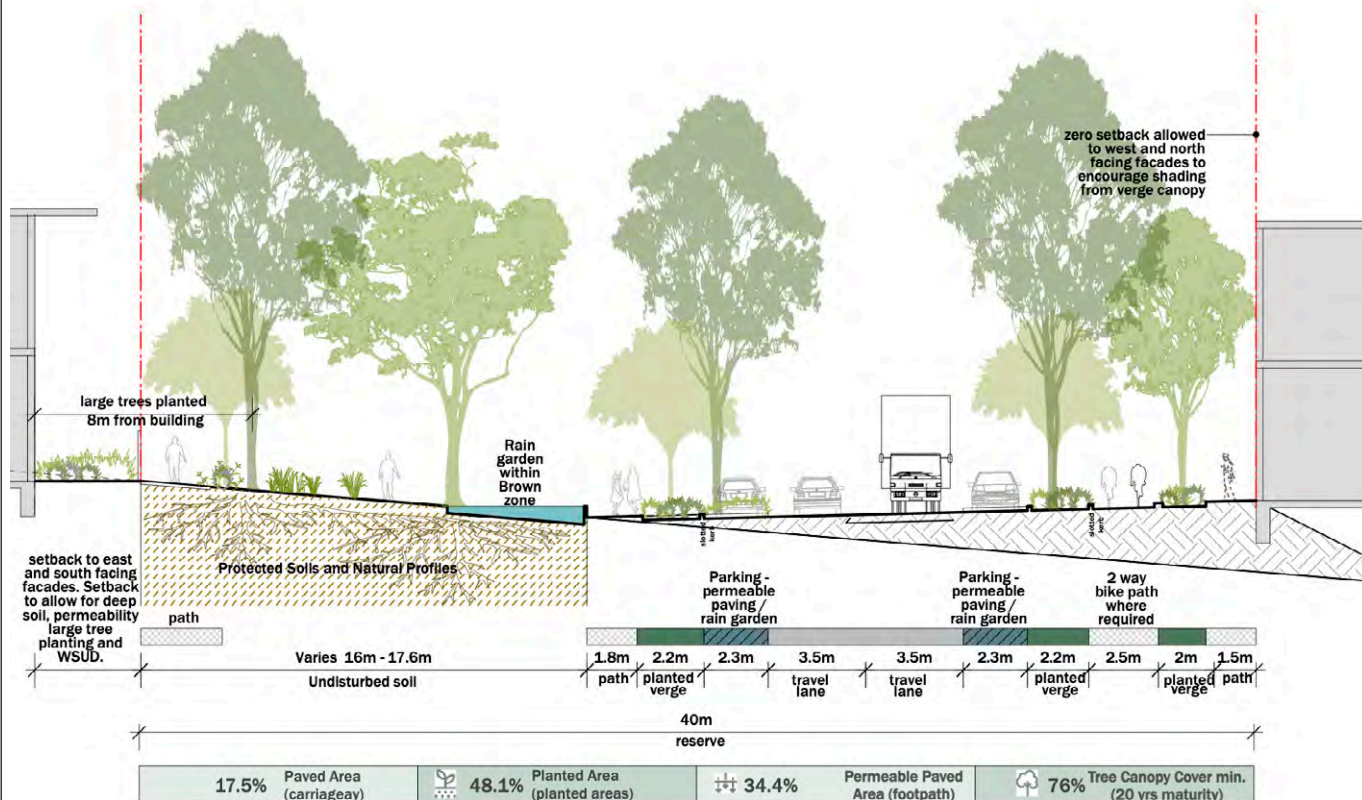 zero setback allowed
to west and north
facing facades to
encourage shading
from verge canopy
large trees planted
8m from building
Rain
garden
within
Brown
zone
slotted
kerb
slotted
kerb
Protected Soils and Natural Profiles
setback to east
and south facing
facades. Setback
to allow for deep
soil, permeability
large tree
planting and
WSUD.
path
Parking -
permeable
paving/
rain garden
Parking -
permeable
paving/
rain garden
2 way
bike path
where
required
Varies 16m - 17.6m
Undisturbed soil
1.8m
path
2.2m
planted
verge
2.3m
3.5m
travel
lane
3.5m
travel
lane
2.3m
2.2m
planted
verge
2.5m
2m
planted
verge
1.5m
path
40m
reserve
17.5% Paved Area
(carriageay)
48.1% Planted Area
(planted areas)
34.4% Permeable Paved
Area (footpath)
76% Tree Canopy Cover min.
(20 yrs maturity)